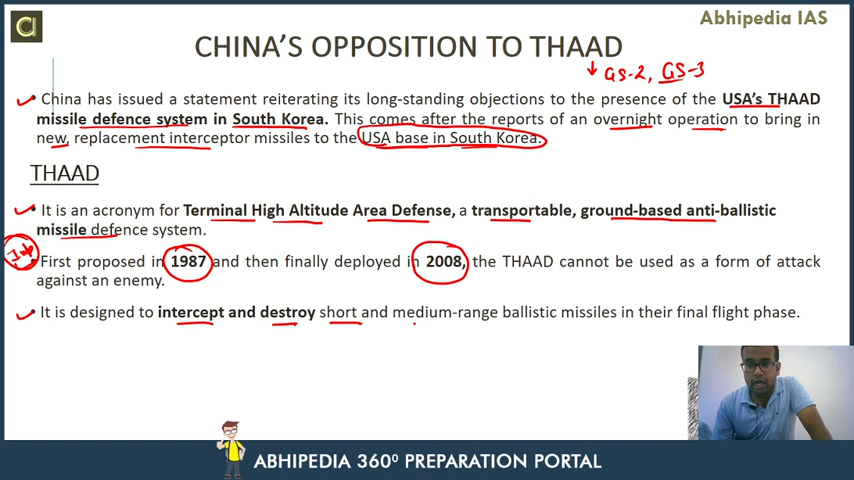 Abhipedia IAS
CHINA'S OPPOSITION TO THAAD
GS-2, GS-3
• China has issued a statement reiterating its long-standing objections to the presence of the USA's THAAD
missile defence system in South Korea. This comes after the reports of an overnight operation to bring in
new, replacement interceptor missiles to the USA base in South Korea.
THAAD
• It is an acronym for Terminal High Altitude Area Defense, a transportable, ground-based anti-ballistic
missile defence system.
Imp
• First proposed in 1987 and then finally deployed in 2008, the THAAD cannot be used as a form of attack
against an enemy.
• It is designed to intercept and destroy short and medium-range ballistic missiles in their final flight phase.
ABHIPEDIA 360⁰ PREPARATION PORTAL